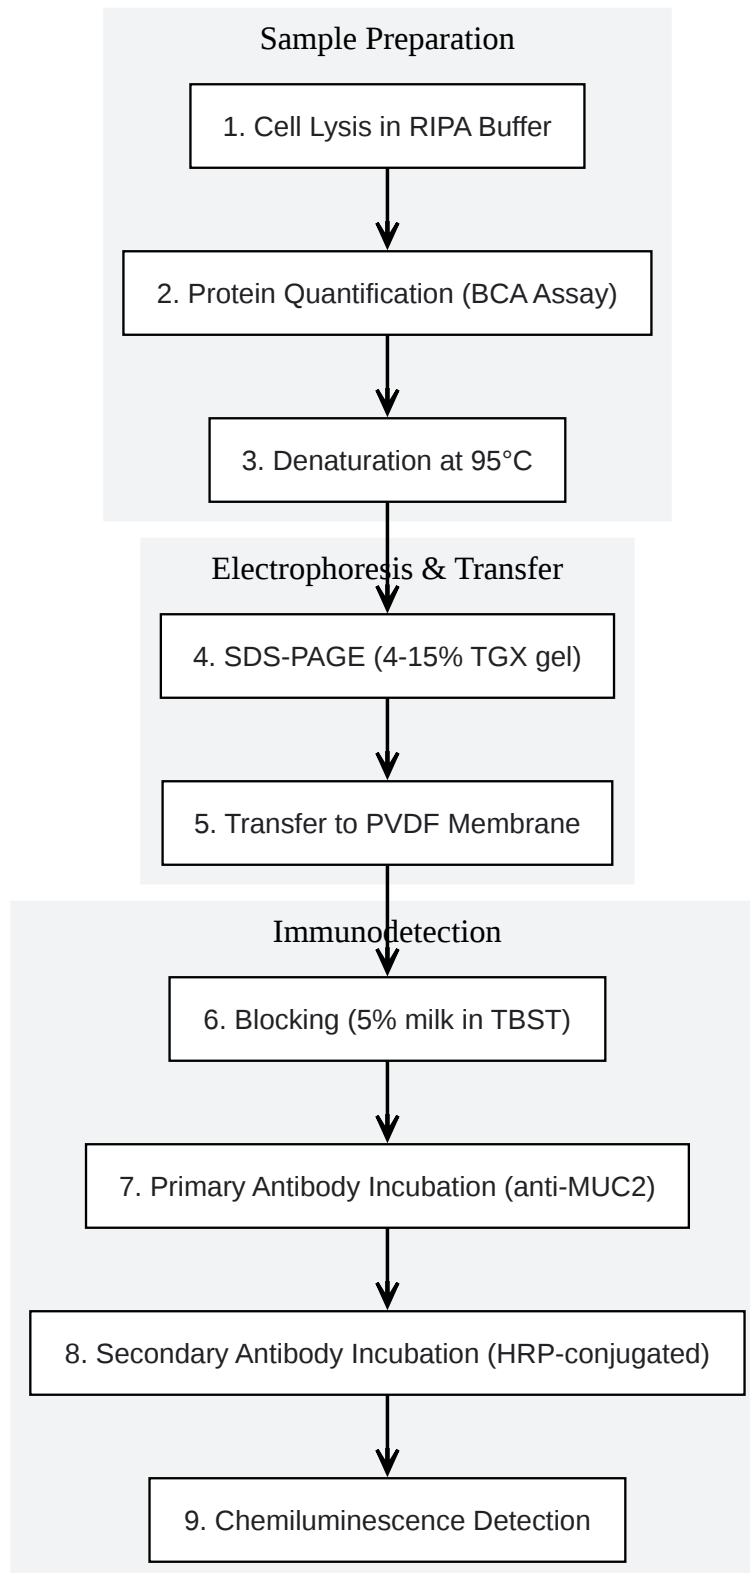 Sample Preparation
1. Cell Lysis in RIPA Buffer
2. Protein Quantification (BCA Assay)
3. Denaturation at 95°C
Electrophoresis & Transfer
4. SDS-PAGE (4-15% TGX gel)
5. Transfer to PVDF Membrane
Immunodetection
6. Blocking (5% milk in TBST)
7. Primary Antibody Incubation (anti-MUC2)
8. Secondary Antibody Incubation (HRP-conjugated)
9. Chemiluminescence Detection